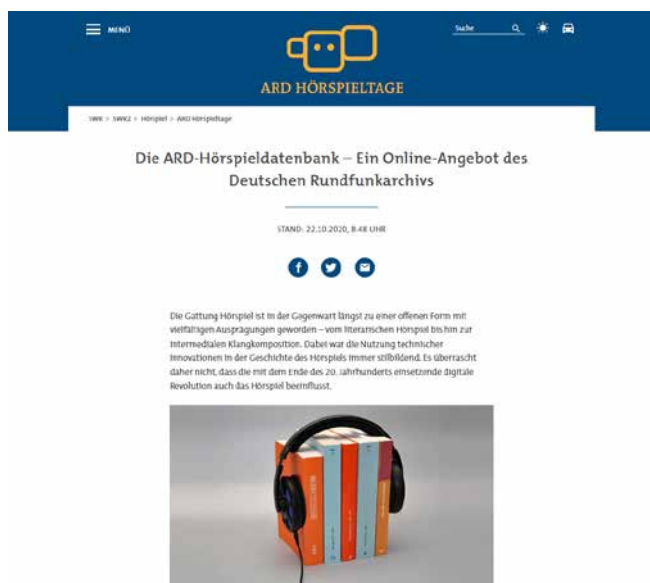 MENÜ
Suche
ARD HÖRSPIELTAGE
SWR > SWR2 > Hörspiel > ARD Hörspieltage
Die ARD-Hörspieldatenbank – Ein Online-Angebot des
Deutschen Rundfunkarchivs
STAND: 22.10.2020, 8:48 UHR
Die Gattung Hörspiel ist in der Gegenwart längst zu einer offenen Form mit
vielfältigen Ausprägungen geworden – vom literarischen Hörspiel bis hin zur
intermedialen Klangkomposition. Dabei war die Nutzung technischer
Innovationen in der Geschichte des Hörspiels immer stilbildend. Es überrascht
daher nicht, dass die mit dem Ende des 20. Jahrhunderts einsetzende digitale
Revolution auch das Hörspiel beeinflusst.